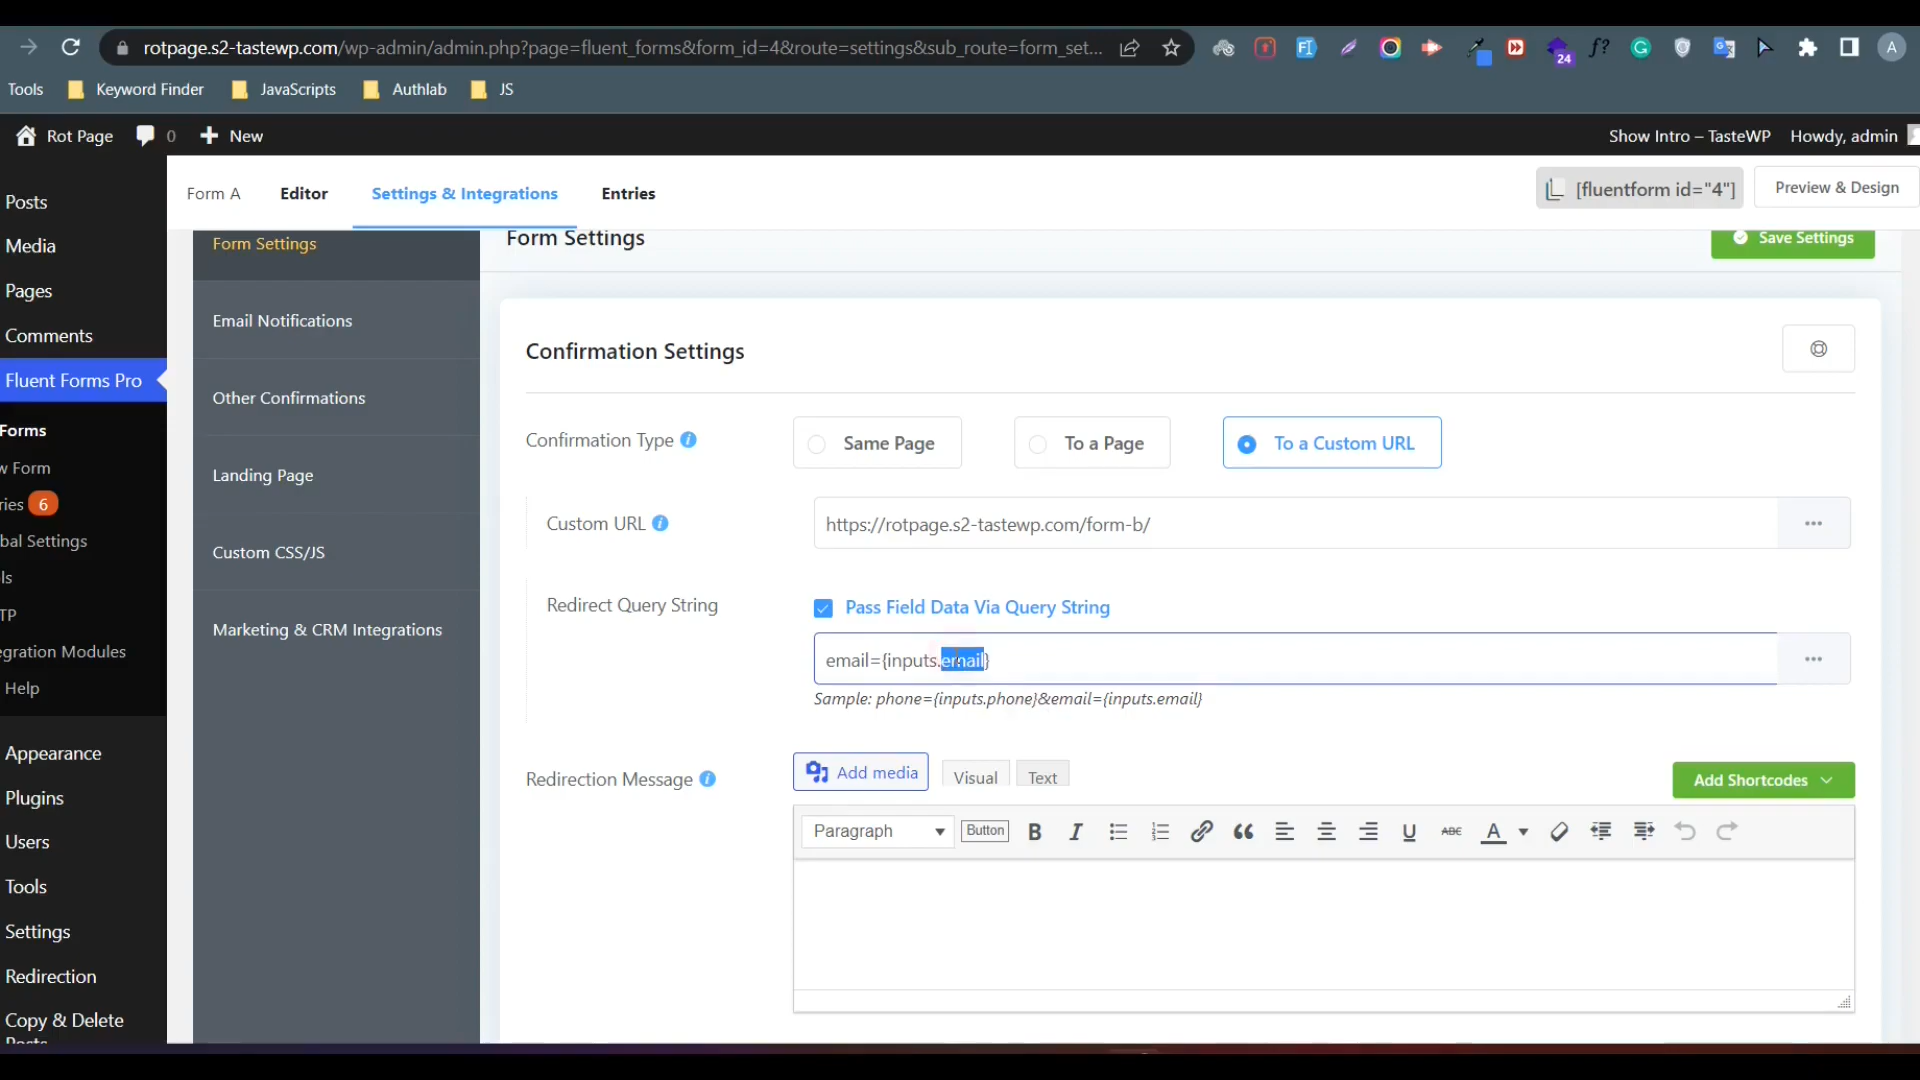 rotpage.s2-tastewp.com/wp-admin/admin.php?page=fluent_forms&form_id=4&route=settings&sub_route=form_set...
24
A
Tools
Keyword Finder
JavaScripts
Authlab
JS
Rot Page
0
New
Show Intro – TasteWP
Howdy, admin
Form A
Editor
Settings & Integrations
Entries
[fluentform id="4"]
Preview & Design
Posts
Media
Pages
Comments
Fluent Forms Pro
Forms
w Form
ries 6
bal Settings
ls
TP
egration Modules
Help
Appearance
Plugins
Users
Tools
Settings
Redirection
Copy & Delete
Posts
Form Settings
Email Notifications
Other Confirmations
Landing Page
Custom CSS/JS
Marketing & CRM Integrations
Form Settings
Save Settings
Confirmation Settings
Confirmation Type
Same Page
To a Page
To a Custom URL
Custom URL
https://rotpage.s2-tastewp.com/form-b/
Redirect Query String
Pass Field Data Via Query String
email={inputs.email}
Sample: phone={inputs.phone}&email={inputs.email}
Redirection Message
Add media
Visual
Text
Add Shortcodes
Paragraph
Button
B
I
U
ABC
A